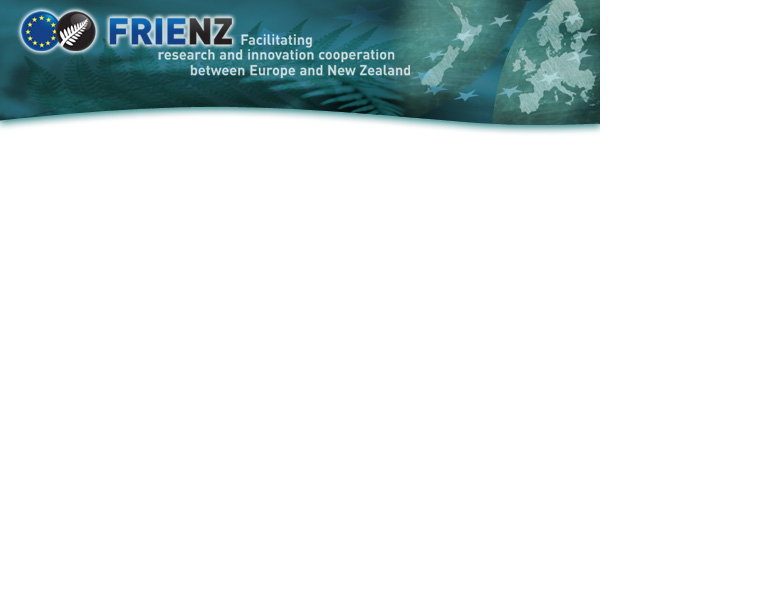 FRIENZ Facilitating
research and innovation cooperation
between Europe and New Zealand